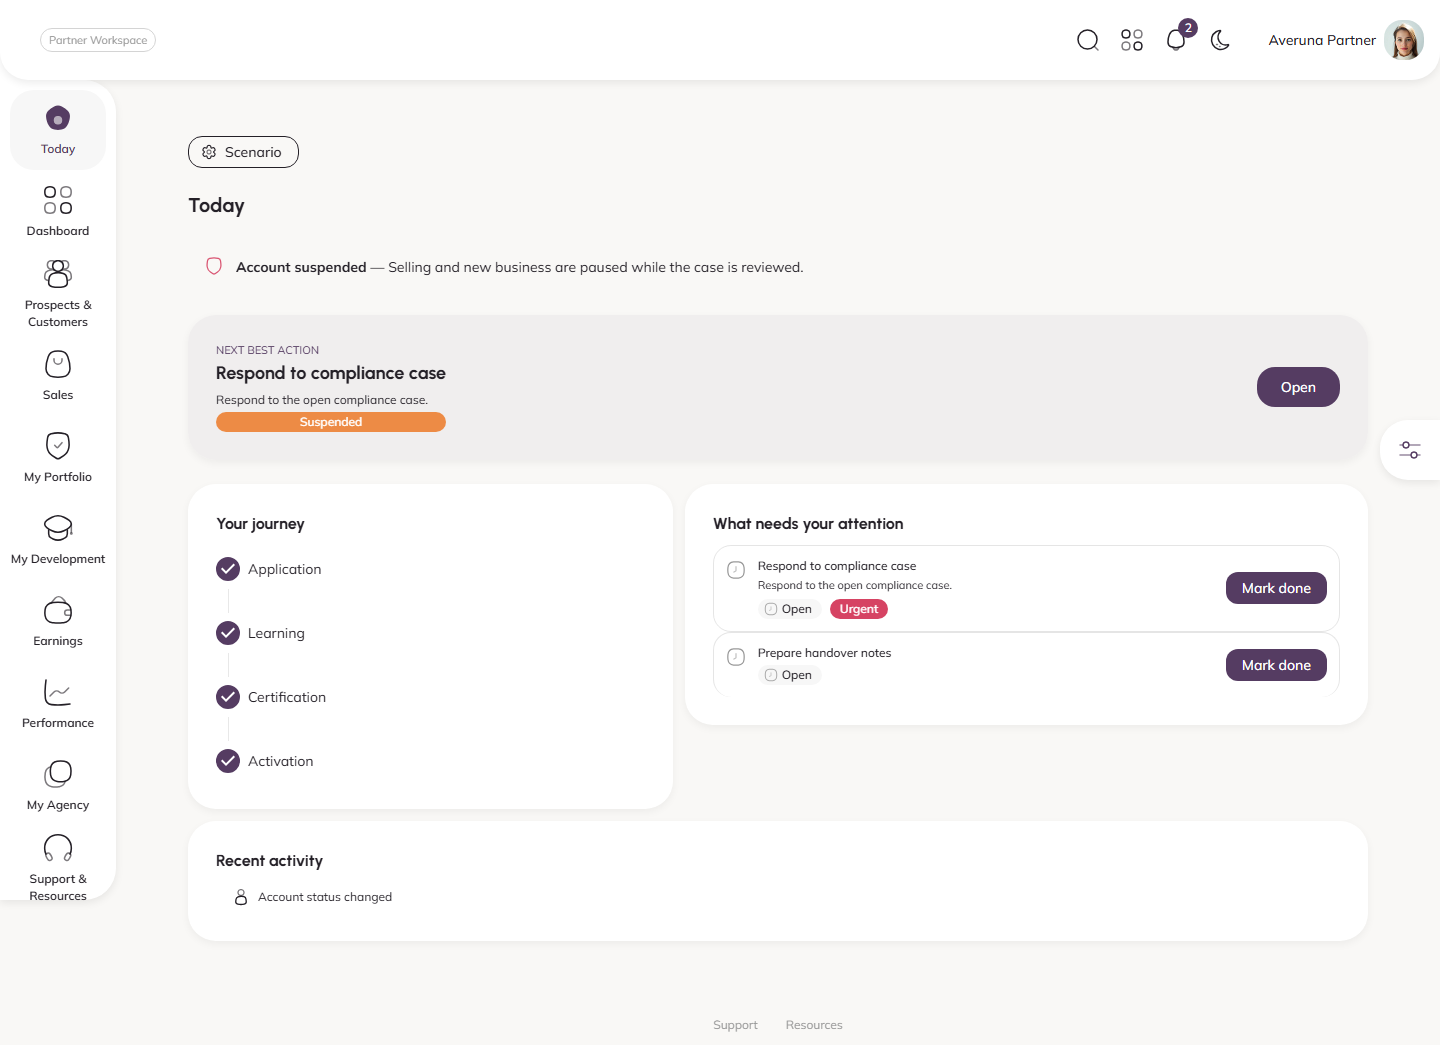 Partner Workspace
2
Averuna Partner
Today
Dashboard
Prospects &
Customers
Sales
My Portfolio
My Development
Earnings
Performance
My Agency
Support &
Resources
Scenario
Today
Account suspended — Selling and new business are paused while the case is reviewed.
NEXT BEST ACTION
Respond to compliance case
Respond to the open compliance case.
Suspended
Open
Your journey
Application
Learning
Certification
Activation
What needs your attention
Respond to compliance case
Respond to the open compliance case.
Open Urgent
Mark done
Prepare handover notes
Open
Mark done
Recent activity
Account status changed
Support Resources